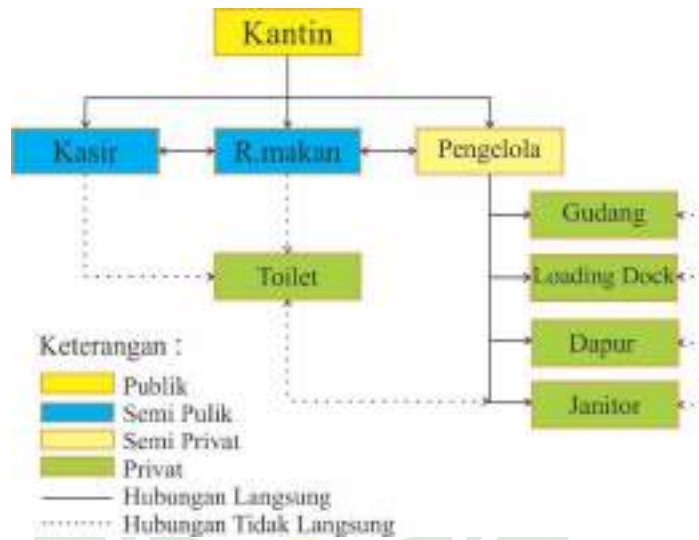 Kantin
Kasir
R.makan
Pengelola
Gudang
Toilet
Loading Dock
Dapur
Janitor
Keterangan :
Publik
Semi Pulik
Semi Privat
Privat
Hubungan Langsung
Hubungan Tidak Langsung